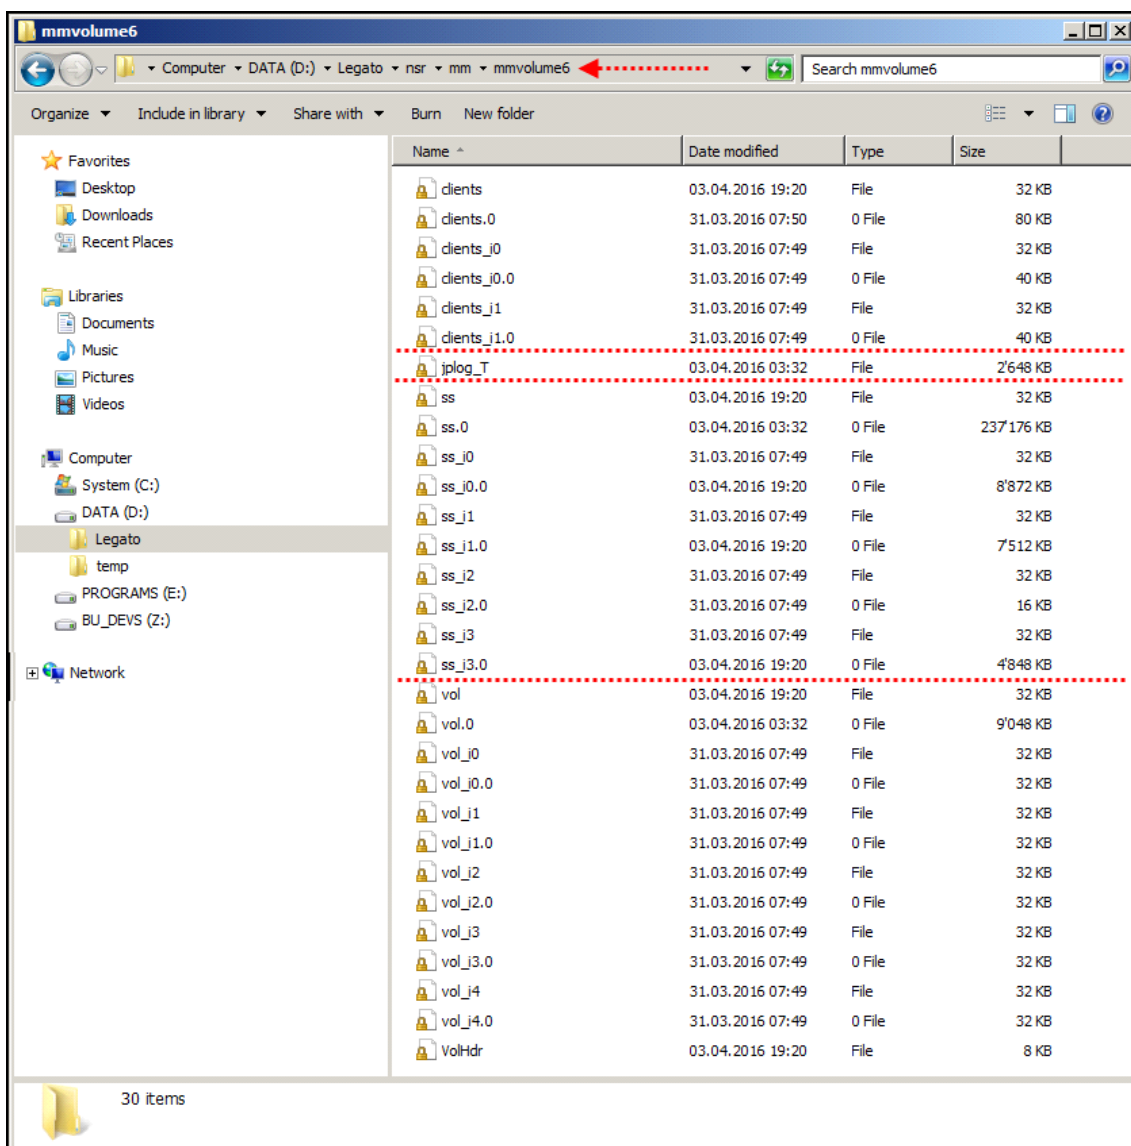 mmvolume6
Computer DATA (D:) Legato nsr mm mmvolume6 Search mmvolume6
Organize Include in library Share with Burn New folder
Favorites
Desktop
Downloads
Recent Places
Libraries
Documents
Music
Pictures
Videos
Computer
System (C:)
DATA (D:)
Legato
temp
PROGRAMS (E:)
BU_DEVS (Z:)
Network
Name Date modified Type Size
clients 03.04.2016 19:20 File 32 KB
clients.0 31.03.2016 07:50 0 File 80 KB
clients_i0 31.03.2016 07:49 File 32 KB
clients_i0.0 31.03.2016 07:49 0 File 40 KB
clients_i1 31.03.2016 07:49 File 32 KB
clients_i1.0 31.03.2016 07:49 0 File 40 KB
jplog_T 03.04.2016 03:32 File 2'648 KB
ss 03.04.2016 19:20 File 32 KB
ss.0 03.04.2016 03:32 0 File 237'176 KB
ss_i0 31.03.2016 07:49 File 32 KB
ss_i0.0 03.04.2016 19:20 0 File 8'872 KB
ss_i1 31.03.2016 07:49 File 32 KB
ss_i1.0 03.04.2016 19:20 0 File 7'512 KB
ss_i2 31.03.2016 07:49 File 32 KB
ss_i2.0 31.03.2016 07:49 0 File 16 KB
ss_i3 31.03.2016 07:49 File 32 KB
ss_i3.0 03.04.2016 19:20 0 File 4'848 KB
vol 03.04.2016 19:20 File 32 KB
vol.0 03.04.2016 03:32 0 File 9'048 KB
vol_i0 31.03.2016 07:49 File 32 KB
vol_i0.0 31.03.2016 07:49 0 File 32 KB
vol_i1 31.03.2016 07:49 File 32 KB
vol_i1.0 31.03.2016 07:49 0 File 32 KB
vol_i2 31.03.2016 07:49 File 32 KB
vol_i2.0 31.03.2016 07:49 0 File 32 KB
vol_i3 31.03.2016 07:49 File 32 KB
vol_i3.0 31.03.2016 07:49 0 File 32 KB
vol_i4 31.03.2016 07:49 File 32 KB
vol_i4.0 31.03.2016 07:49 0 File 32 KB
VolHdr 03.04.2016 19:20 File 8 KB
30 items